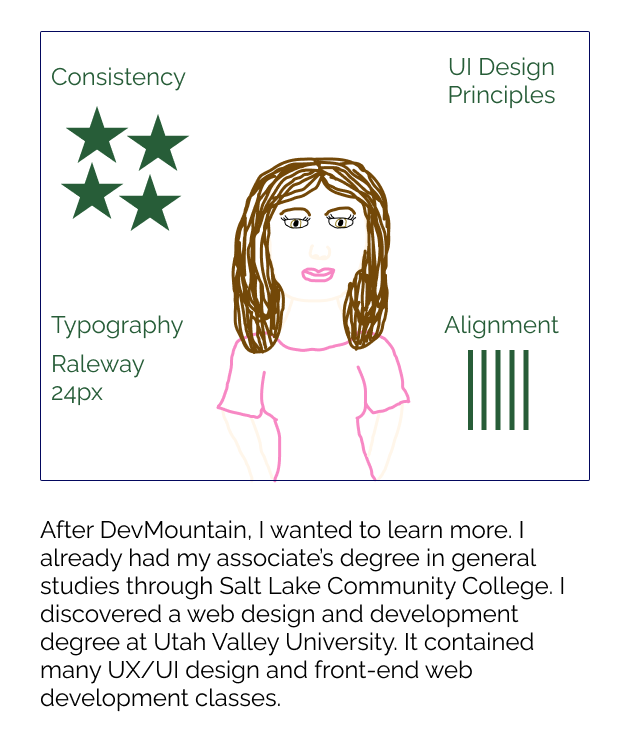 Consistency
UI Design
Principles
Typography
Raleway
24px
Alignment
After DevMountain, I wanted to learn more. I
already had my associate's degree in general
studies through Salt Lake Community College. I
discovered a web design and development
degree at Utah Valley University. It contained
many UX/UI design and front-end web
development classes.